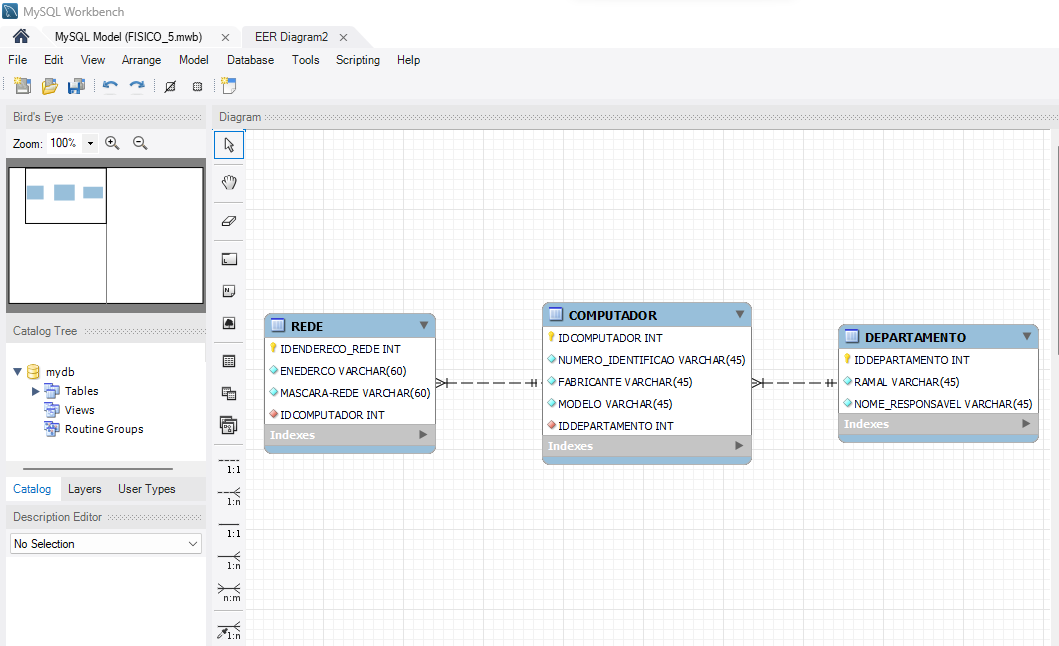 MySQL Workbench
MySQL Model (FISICO_5.mwb)
EER Diagram2
File Edit View Arrange Model Database Tools Scripting Help
Bird's Eye
Zoom: 100%
Catalog Tree
mydb
Tables
Views
Routine Groups
Catalog Layers User Types
Description Editor
No Selection
Diagram
1:1
1:n
1:1
1:n
n:m
1:n
REDE
IDENDERECO_REDE INT
ENEDERCO VARCHAR(60)
MASCARA-REDE VARCHAR(60)
IDCOMPUTADOR INT
Indexes
COMPUTADOR
IDCOMPUTADOR INT
NUMERO_IDENTIFICAO VARCHAR(45)
FABRICANTE VARCHAR(45)
MODELO VARCHAR(45)
IDDEPARTAMENTO INT
Indexes
DEPARTAMENTO
IDDEPARTAMENTO INT
RAMAL VARCHAR(45)
NOME_RESPONSAVEL VARCHAR(45)
Indexes